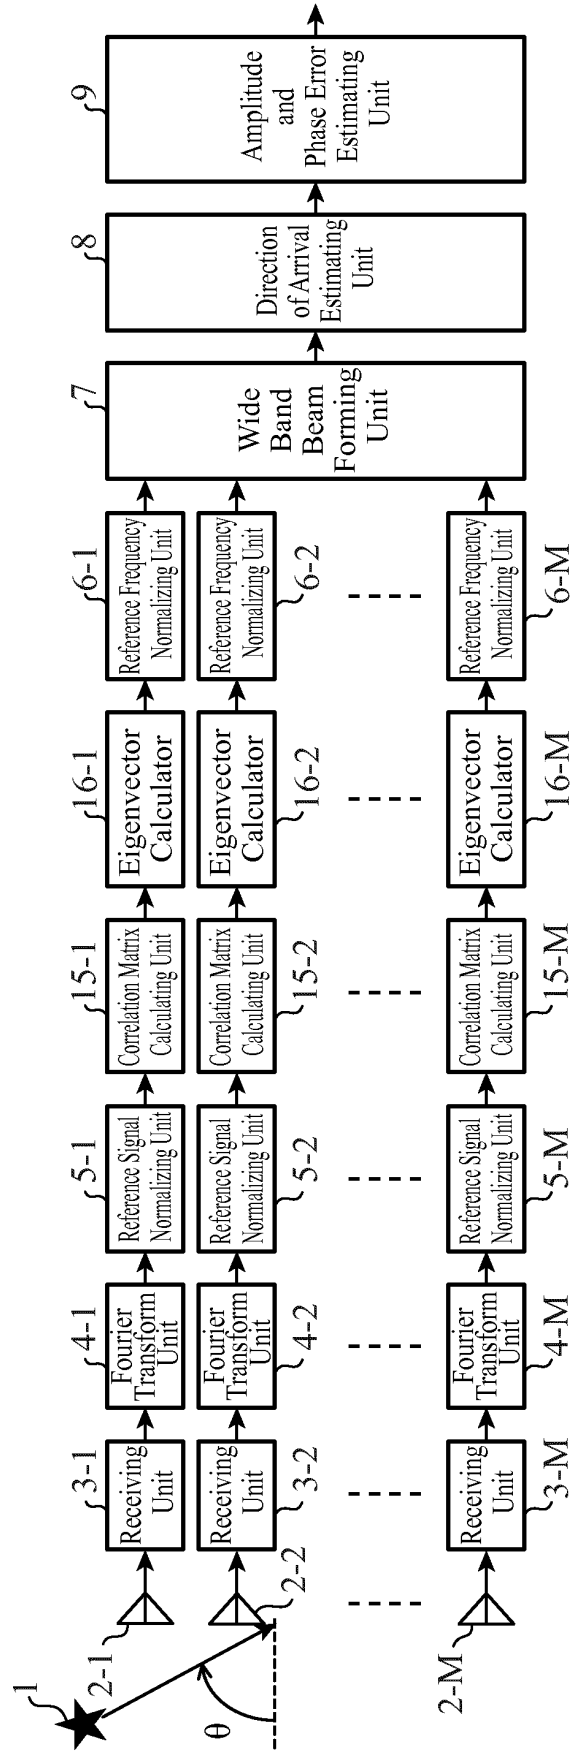 1
θ
2-1
2-2
2-M
3-1
Receiving
Unit
Receiving
Unit
3-2
Receiving
Unit
3-M
4-1
Fourier
Transform
Unit
Fourier
Transform
Unit
4-2
Fourier
Transform
Unit
4-M
5-1
Reference Signal
Normalizing Unit
Reference Signal
Normalizing Unit
5-2
Reference Signal
Normalizing Unit
5-M
15-1
Correlation Matrix
Calculating Unit
Correlation Matrix
Calculating Unit
15-2
Correlation Matrix
Calculating Unit
15-M
16-1
Eigenvector
Calculator
Eigenvector
Calculator
16-2
Eigenvector
Calculator
16-M
6-1
Reference Frequency
Normalizing Unit
Reference Frequency
Normalizing Unit
6-2
Reference Frequency
Normalizing Unit
6-M
7
Wide
Band
Beam
Forming
Unit
8
Direction
of Arrival
Estimating
Unit
9
Amplitude
and
Phase Error
Estimating
Unit